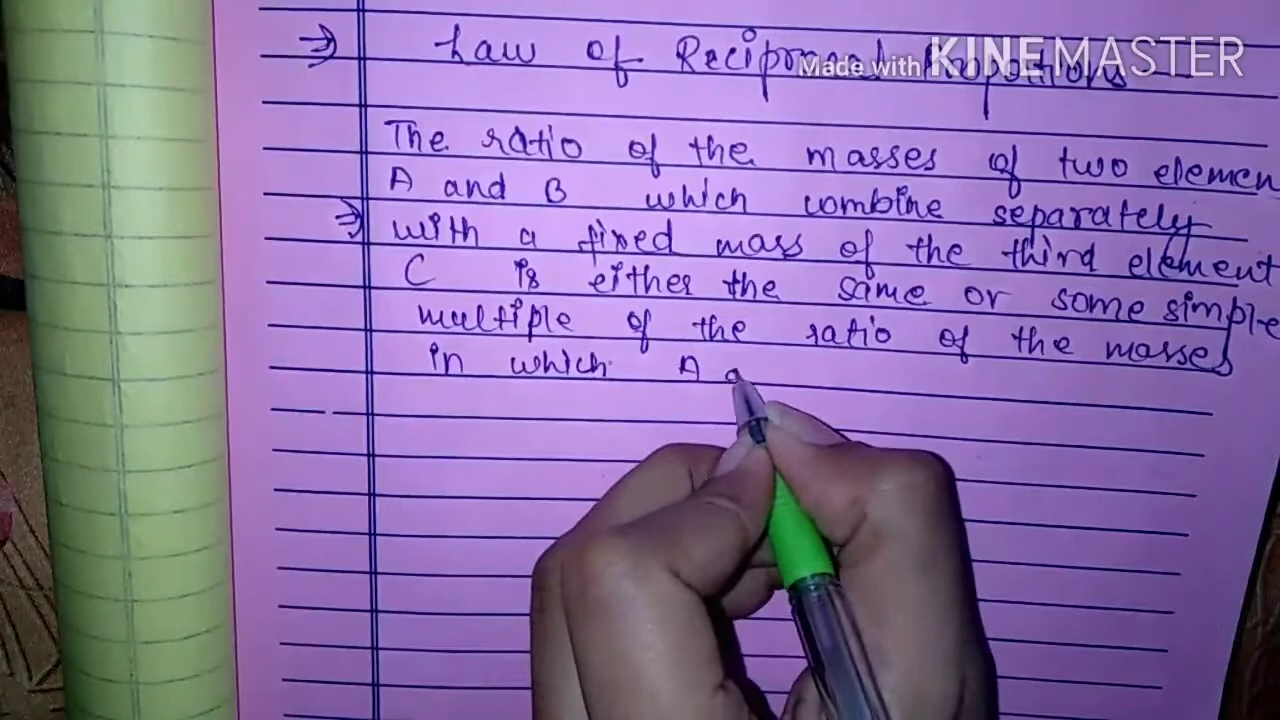 ⇒ Law of Reciprocal Propotions
Made with KINEMASTER
The ratio of the masses of two elemen
A and B which combine separately
⇒ with a fixed mass of the third element
C is either the same or some simple
multiple of the ratio of the masses
in which A a